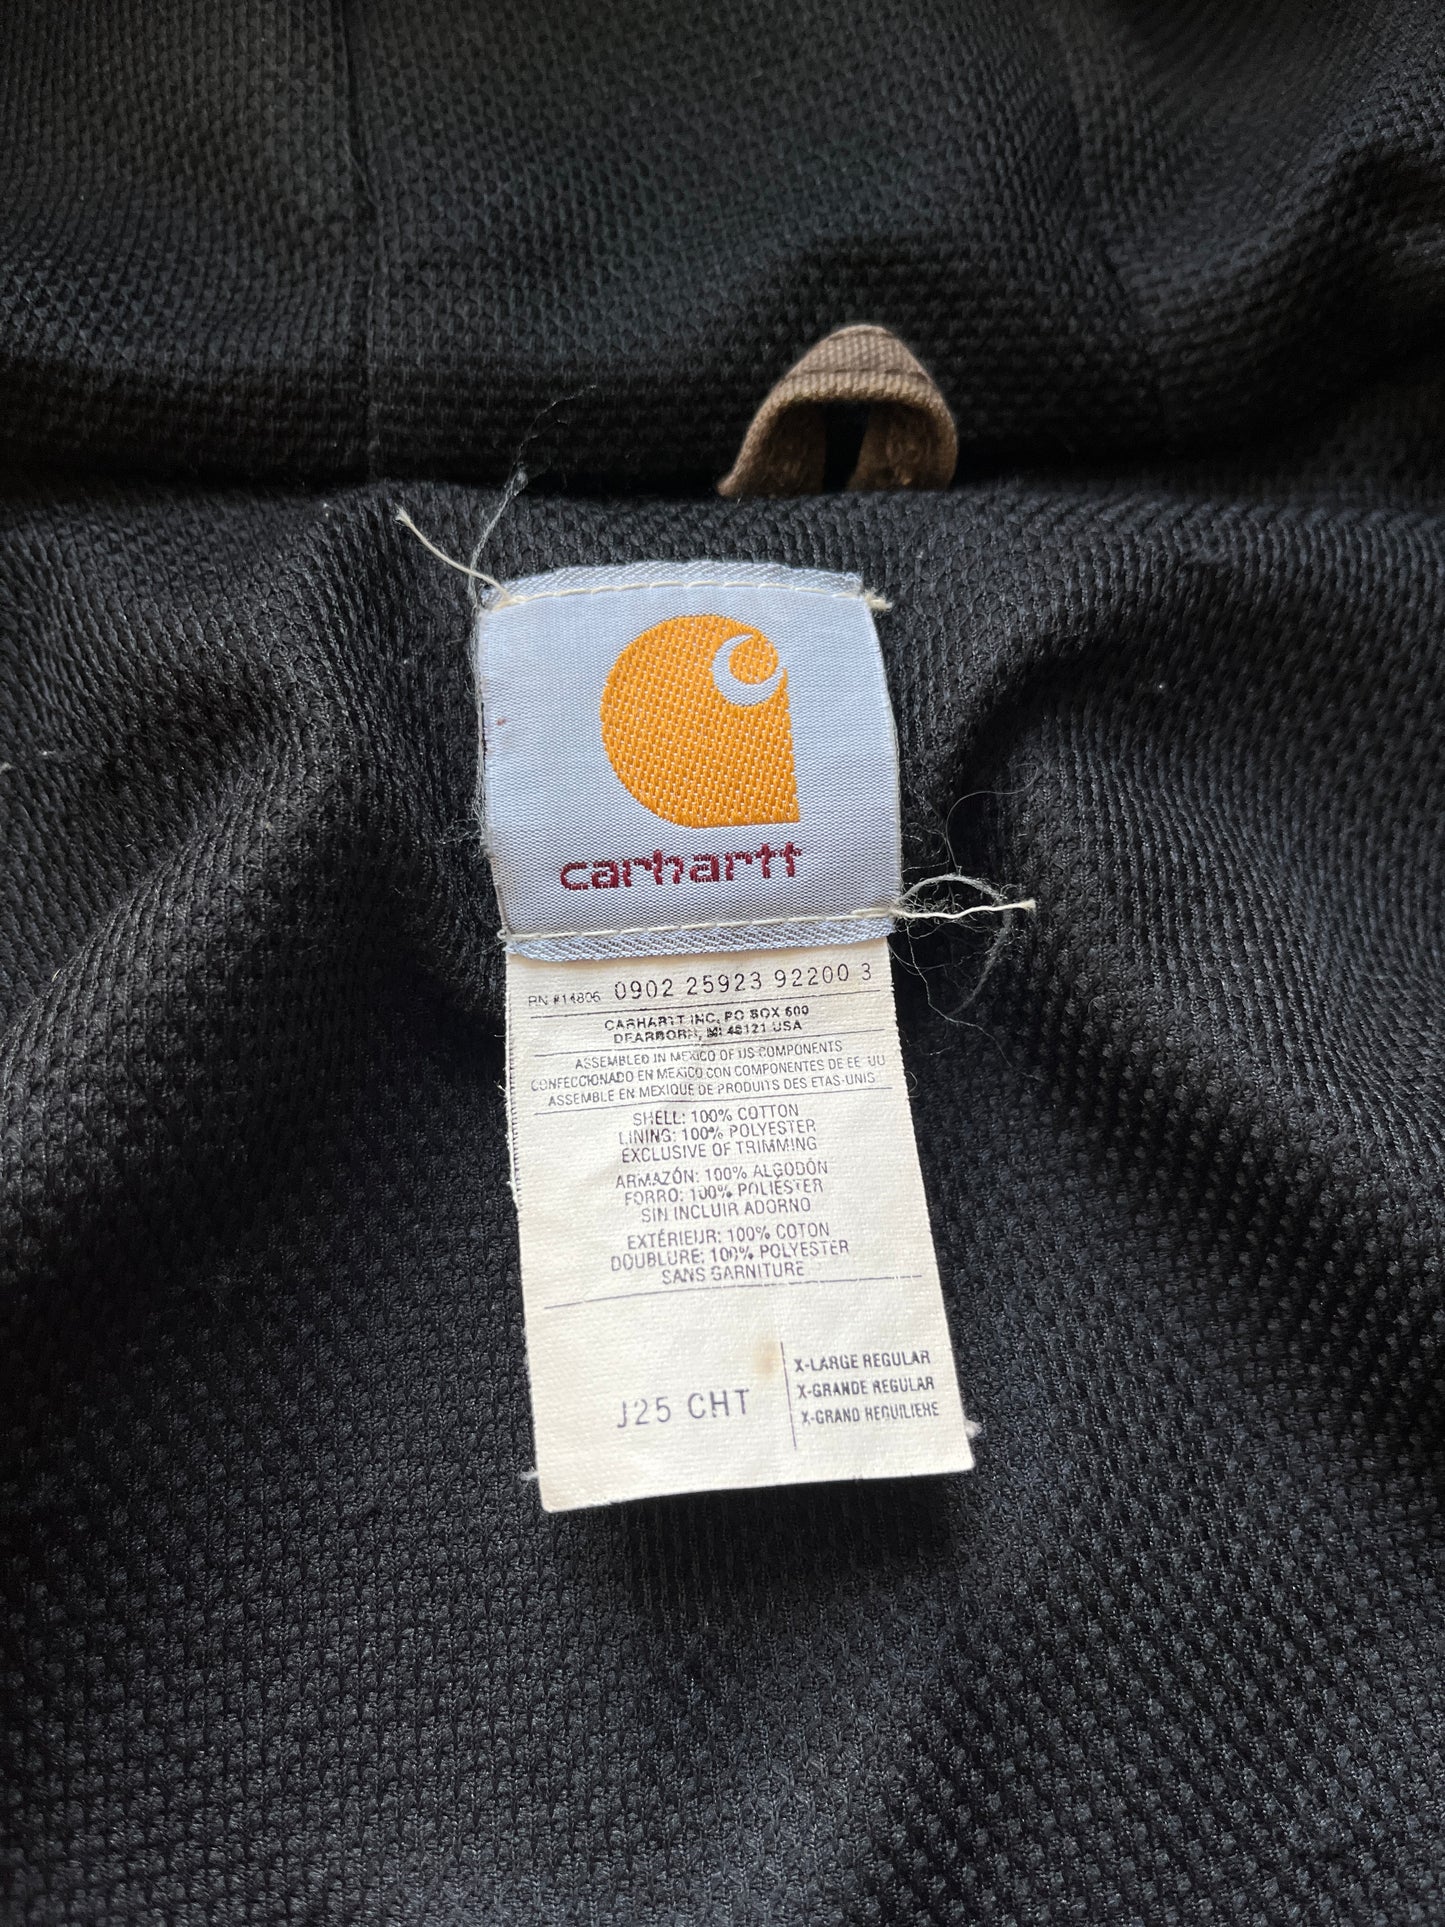 carhartt
RN #14806 0902 25923 92200 3
CARHARTT INC, PO BOX 600
DEARBORN, MI 48121 USA
ASSEMBLED IN MEXICO OF US COMPONENTS
CONFECCIONADO EN MEXICO CON COMPONENTES DE EE UU
ASSEMBLE EN MEXIQUE DE PRODUITS DES ETAS-UNIS
SHELL: 100% COTTON
LINING: 100% POLYESTER
EXCLUSIVE OF TRIMMING
ARMAZÓN: 100% ALGODÓN
FORRO: 100% POLIÉSTER
SIN INCLUIR ADORNO
EXTÉRIEUR: 100% COTON
DOUBLURE: 100% POLYESTER
SANS GARNITURE
J25 CHT
X-LARGE REGULAR
X-GRANDE REGULAR
X-GRAND REGUILIERE